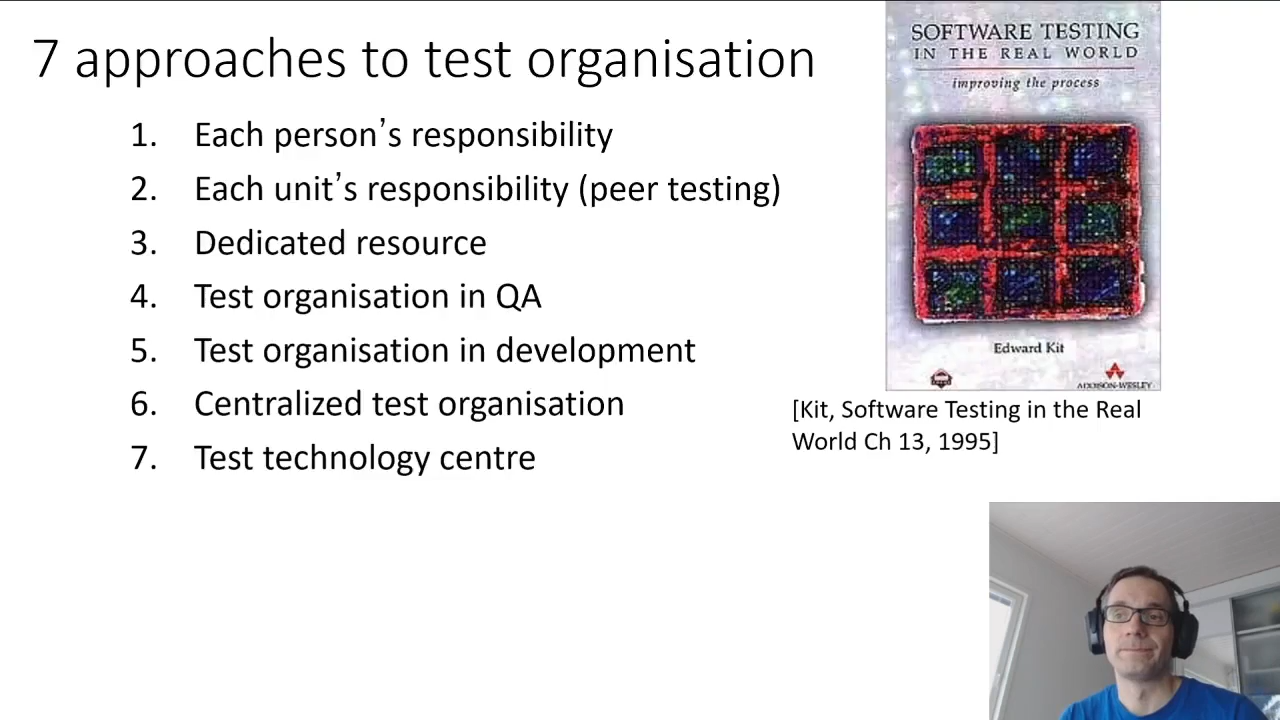 7 approaches to test organisation
1. Each person's responsibility
2. Each unit's responsibility (peer testing)
3. Dedicated resource
4. Test organisation in QA
5. Test organisation in development
6. Centralized test organisation
7. Test technology centre
SOFTWARE TESTING
IN THE REAL WORLD
improving the process
Edward Kit
ADDISON-WESLEY
[Kit, Software Testing in the Real
World Ch 13, 1995]